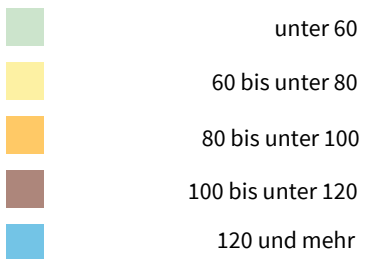 unter 60
60 bis unter 80
80 bis unter 100
100 bis unter 120
120 und mehr